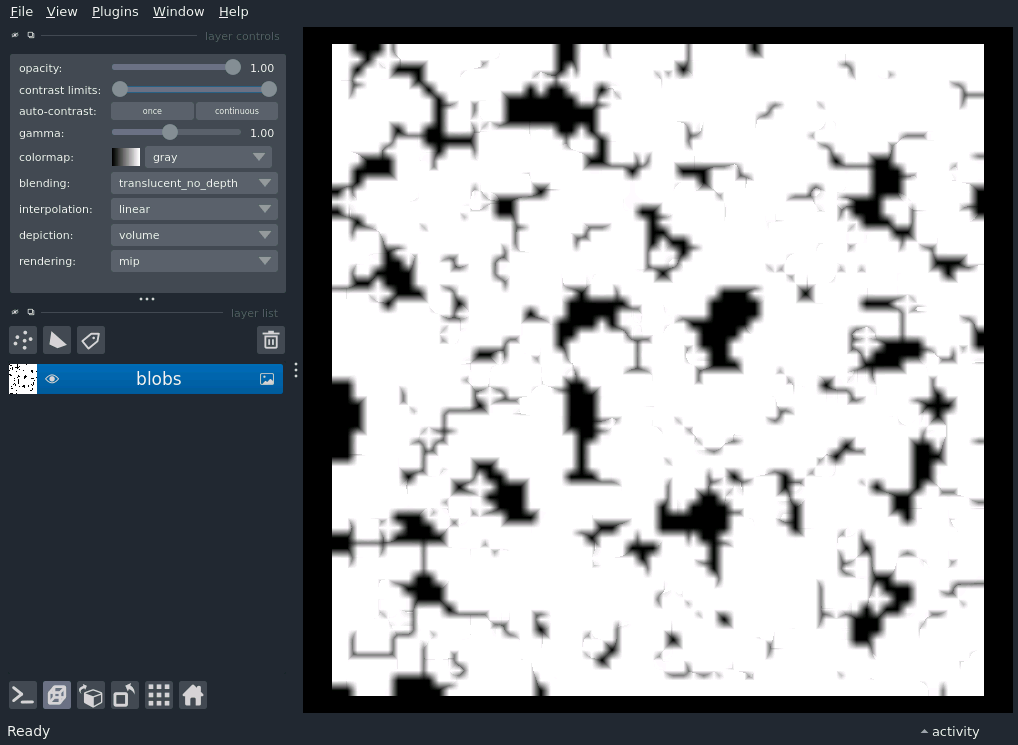 File View Plugins Window Help
layer controls
opacity: 1.00
contrast limits:
auto-contrast: once continuous
gamma: 1.00
colormap: gray
blending: translucent_no_depth
interpolation: linear
depiction: volume
rendering: mip
layer list
blobs
Ready
activity